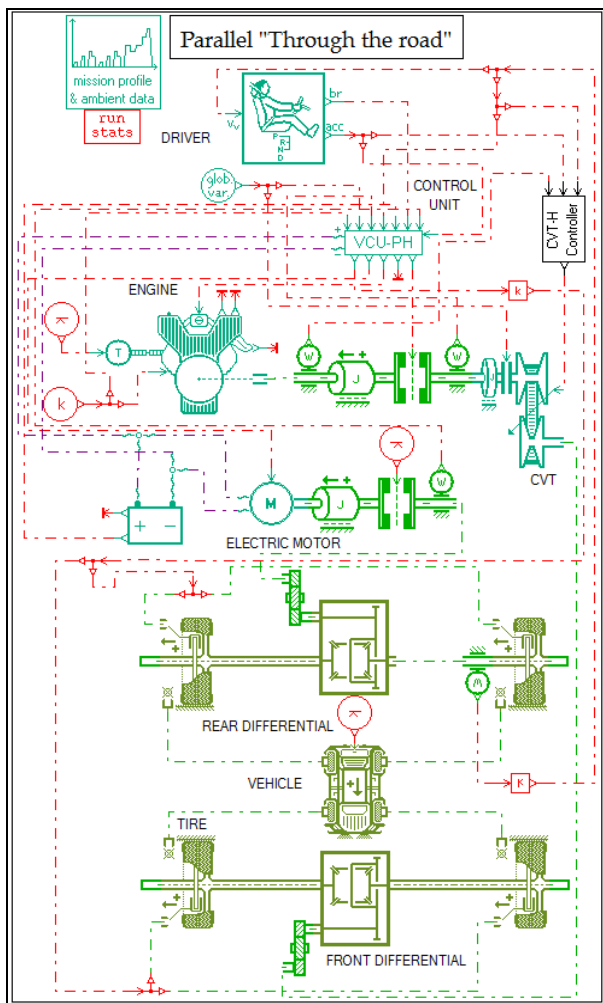 Parallel "Through the road"
mission profile
& ambient data
run
stats
DRIVER
Vv
br
acc
P
R
N
D
glob.
var.
CONTROL
UNIT
VCU-PH
CVT-H
Controller
ENGINE
k
K
T
θ
W
J
W
k
CVT
K
W
+ -
M
J
ELECTRIC MOTOR
REAR DIFFERENTIAL
W
K
K
VEHICLE
TIRE
FRONT DIFFERENTIAL